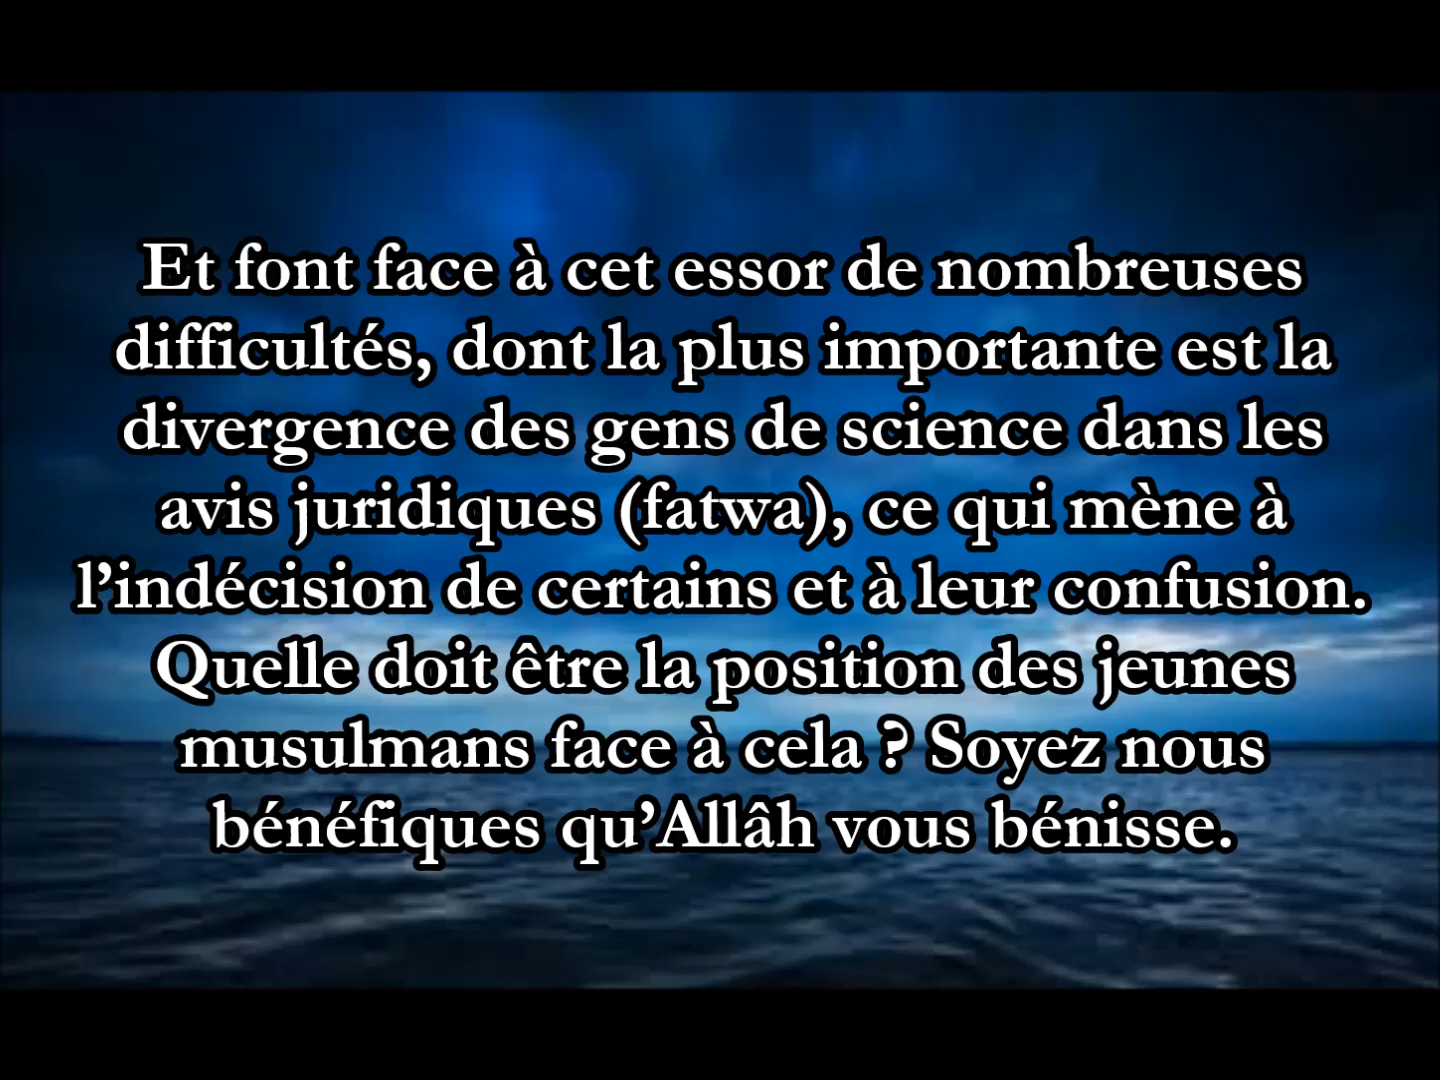 Et font face à cet essor de nombreuses
difficultés, dont la plus importante est la
divergence des gens de science dans les
avis juridiques (fatwa), ce qui mène à
l’indécision de certains et à leur confusion.
Quelle doit être la position des jeunes
musulmans face à cela ? Soyez nous
bénéfiques qu’Allâh vous bénisse.